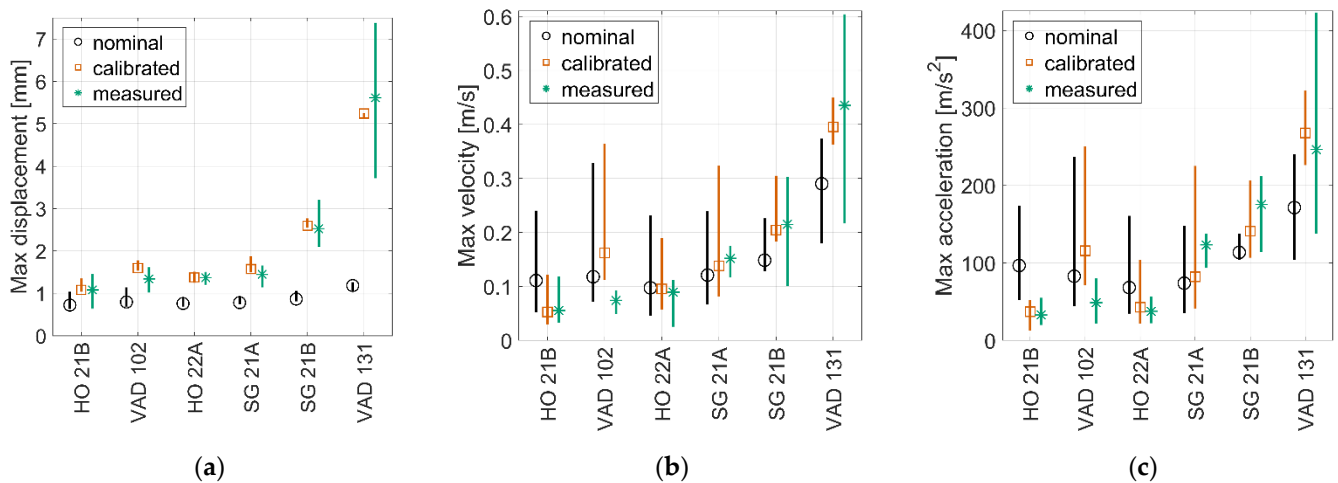 Max displacement [mm]
7
6
5
4
3
2
1
0
nominal
calibrated
measured
HO 21B
VAD 102
HO 22A
SG 21A
SG 21B
VAD 131
(a)
Max velocity [m/s]
0.6
0.5
0.4
0.3
0.2
0.1
0
nominal
calibrated
measured
HO 21B
VAD 102
HO 22A
SG 21A
SG 21B
VAD 131
(b)
Max acceleration [m/s²]
400
300
200
100
0
nominal
calibrated
measured
HO 21B
VAD 102
HO 22A
SG 21A
SG 21B
VAD 131
(c)